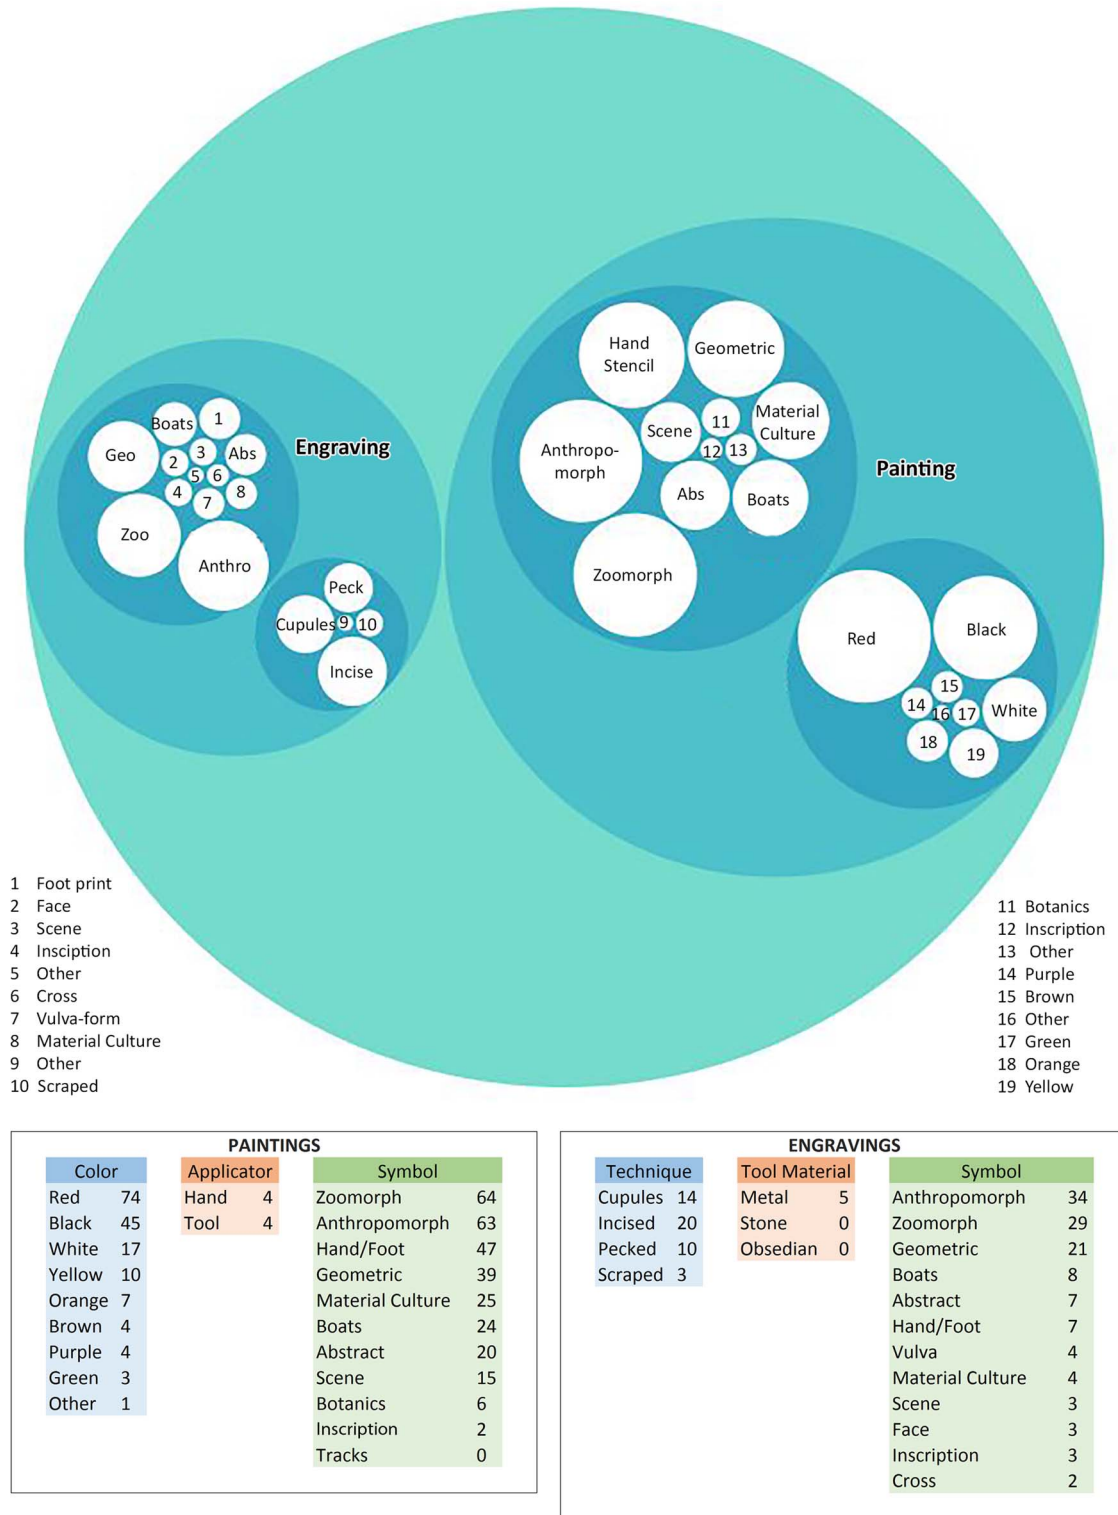 Hand
Stencil
Geometric
Scene
11
Material
Culture
Anthropo-
morph
12
13
Abs
Boats
Zoomorph
Painting
Boats
1
Geo
2
3
Abs
5
6
4
7
8
Zoo
Anthro
Engraving
Peck
Cupules
9
10
Incise
Red
Black
15
14
16
17
White
18
19
1 Foot print
2 Face
3 Scene
4 Insciption
5 Other
6 Cross
7 Vulva-form
8 Material Culture
9 Other
10 Scraped
11 Botanics
12 Inscription
13 Other
14 Purple
15 Brown
16 Other
17 Green
18 Orange
19 Yellow
PAINTINGS
Color
Red 74
Black 45
White 17
Yellow 10
Orange 7
Brown 4
Purple 4
Green 3
Other 1
Applicator
Hand 4
Tool 4
Symbol
Zoomorph 64
Anthropomorph 63
Hand/Foot 47
Geometric 39
Material Culture 25
Boats 24
Abstract 20
Scene 15
Botanics 6
Inscription 2
Tracks 0
ENGRAVINGS
Technique
Cupules 14
Incised 20
Pecked 10
Scraped 3
Tool Material
Metal 5
Stone 0
Obsedian 0
Symbol
Anthropomorph 34
Zoomorph 29
Geometric 21
Boats 8
Abstract 7
Hand/Foot 7
Vulva 4
Material Culture 4
Scene 3
Face 3
Inscription 3
Cross 2